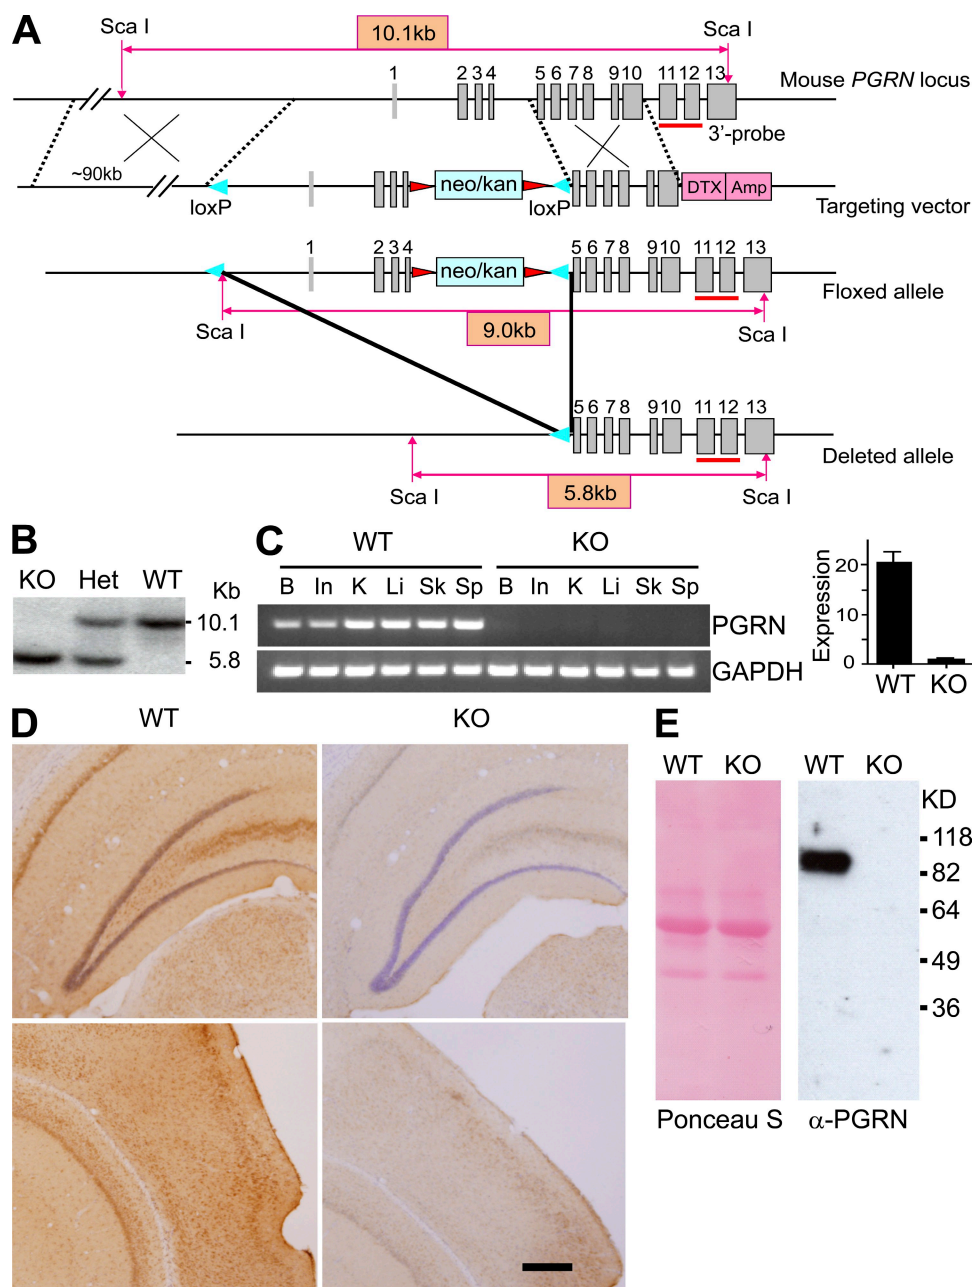 A
Sca I
10.1kb
Sca I
1
2 3 4
5 6 7 8
9 10
11 12 13
Mouse PGRN locus
3'-probe
~90kb
loxP
neo/kan
loxP
DTX
Amp
Targeting vector
1
2 3 4
neo/kan
5 6 7 8
9 10
11 12
13
Floxed allele
Sca I
9.0kb
Sca I
5 6 7 8
9 10
11 12
13
Deleted allele
Sca I
5.8kb
Sca I
B
KO Het WT
Kb
10.1
5.8
C
WT
KO
B In K Li Sk Sp B In K Li Sk Sp
PGRN
GAPDH
Expression
20
10
0
WT KO
D
WT
KO
E
WT KO
WT KO
KD
118
82
64
49
36
Ponceau S
α-PGRN